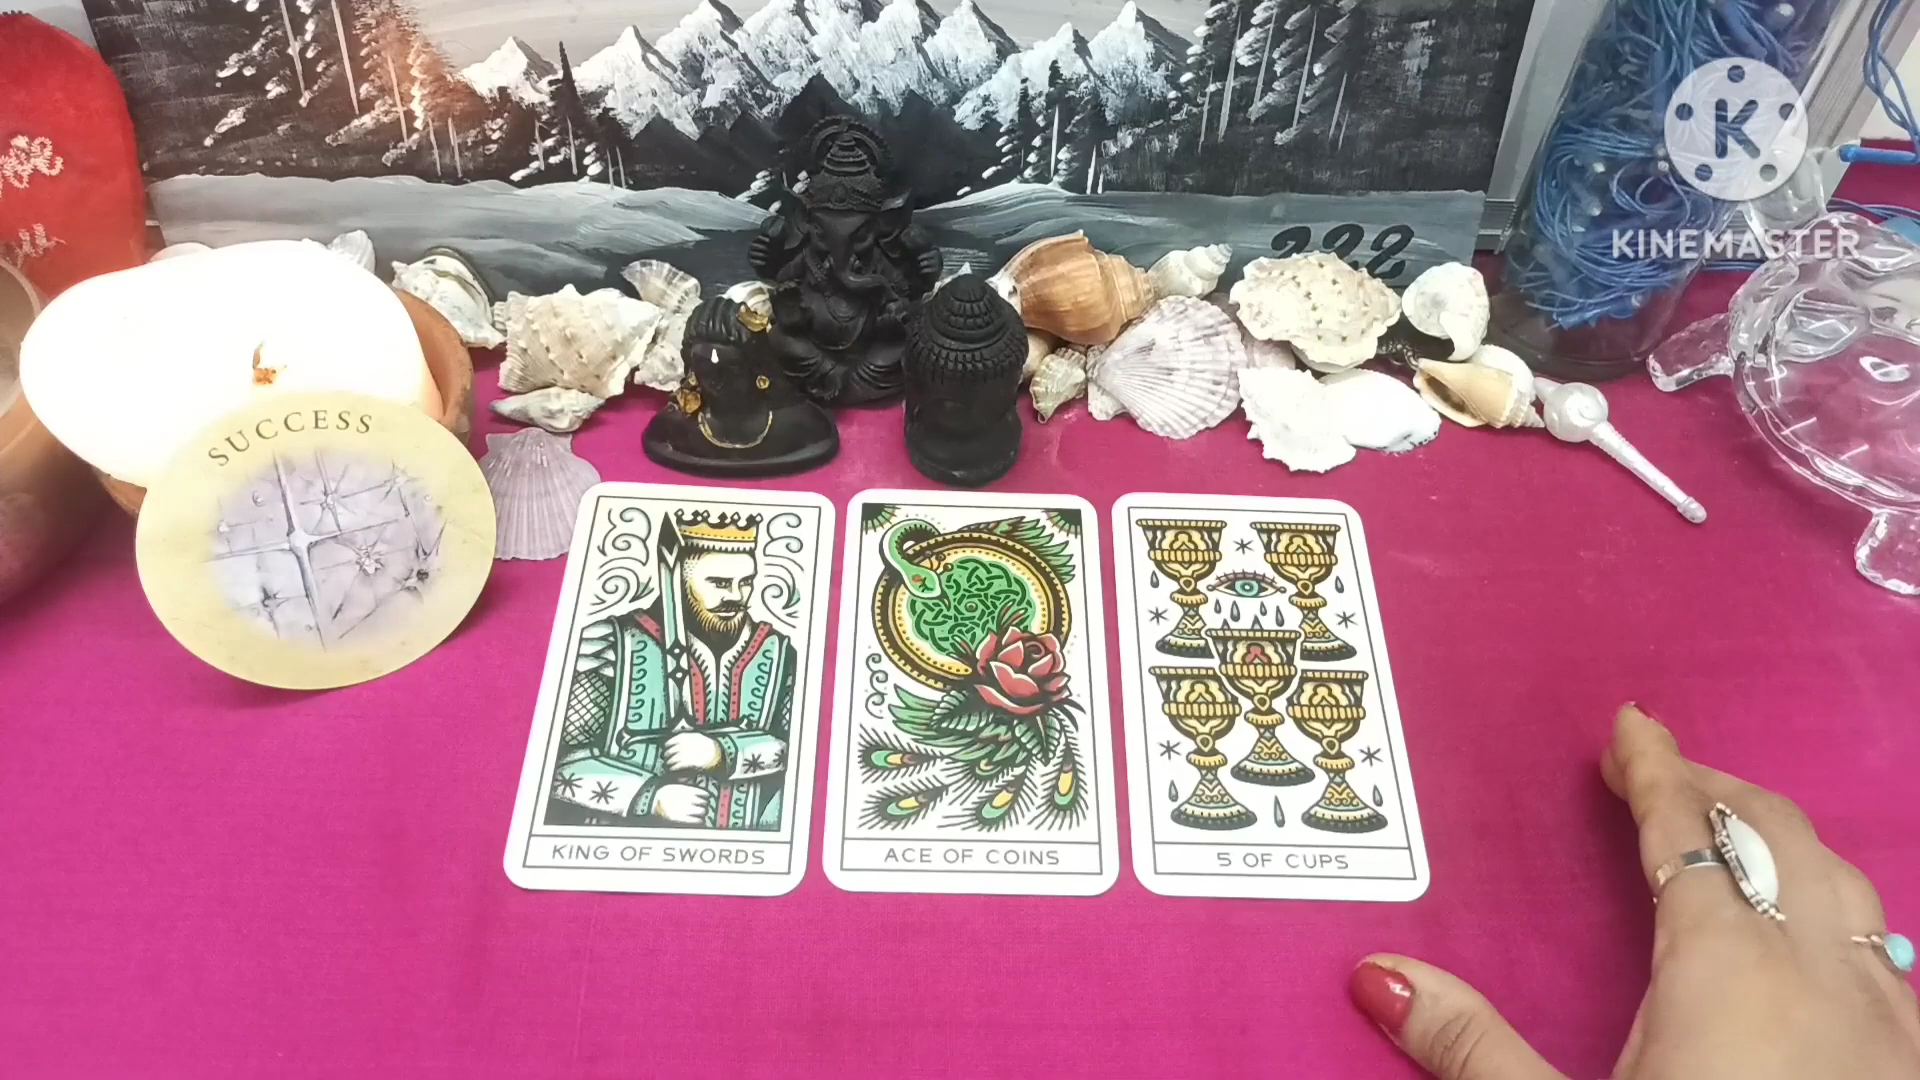 K
KINEMASTER
222
SUCCESS
KING OF SWORDS
ACE OF COINS
5 OF CUPS